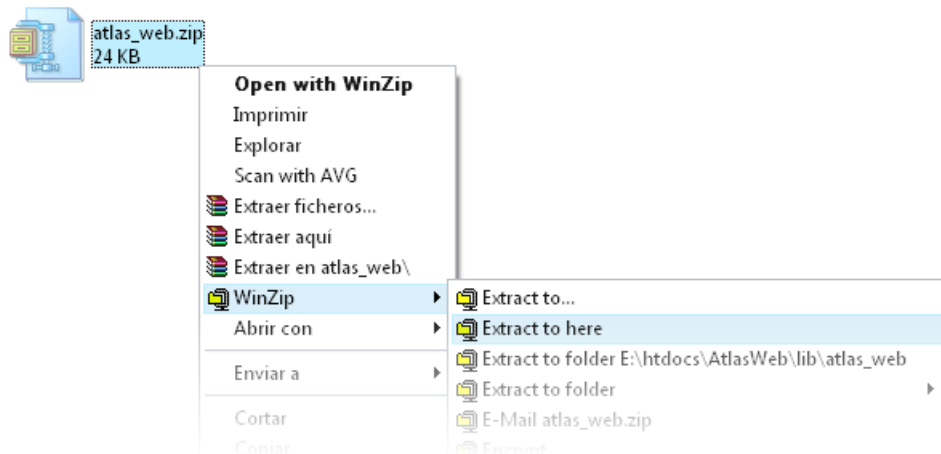 atlas_web.zip
24 KB
Open with WinZip
Imprimir
Explorar
Scan with AVG
Extraer ficheros...
Extraer aquí
Extraer en atlas_web\
WinZip
Abrir con
Enviar a
Cortar
Copiar
Extract to...
Extract to here
Extract to folder E:\htdocs\AtlasWeb\lib\atlas_web
Extract to folder
E-Mail atlas_web.zip
Encrypt